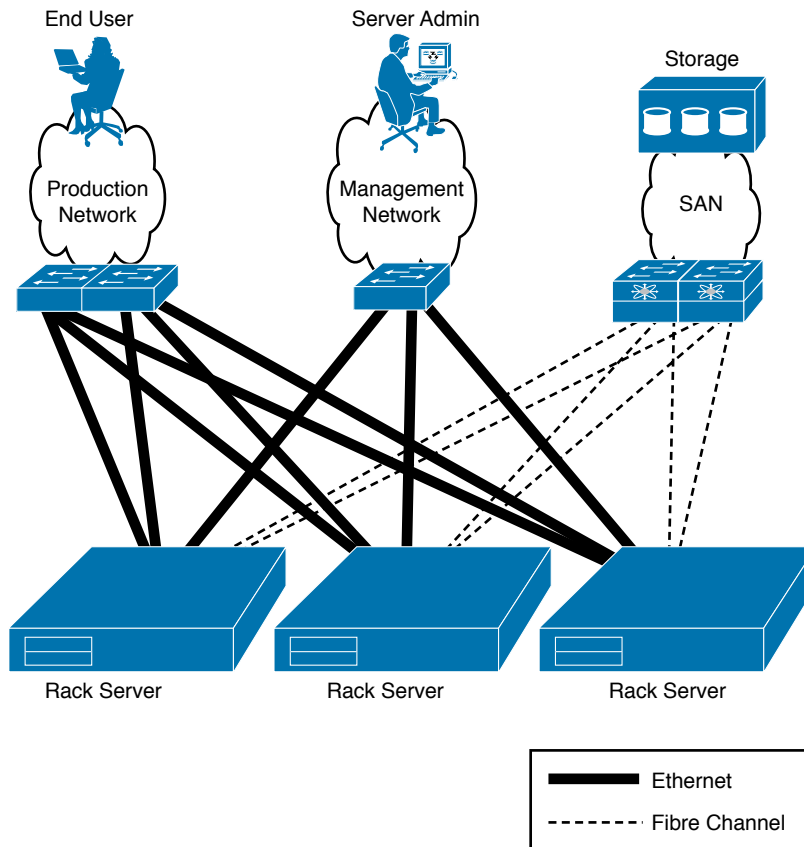 End User
Server Admin
Storage
Production
Network
Management
Network
SAN
Rack Server
Rack Server
Rack Server
Ethernet
Fibre Channel